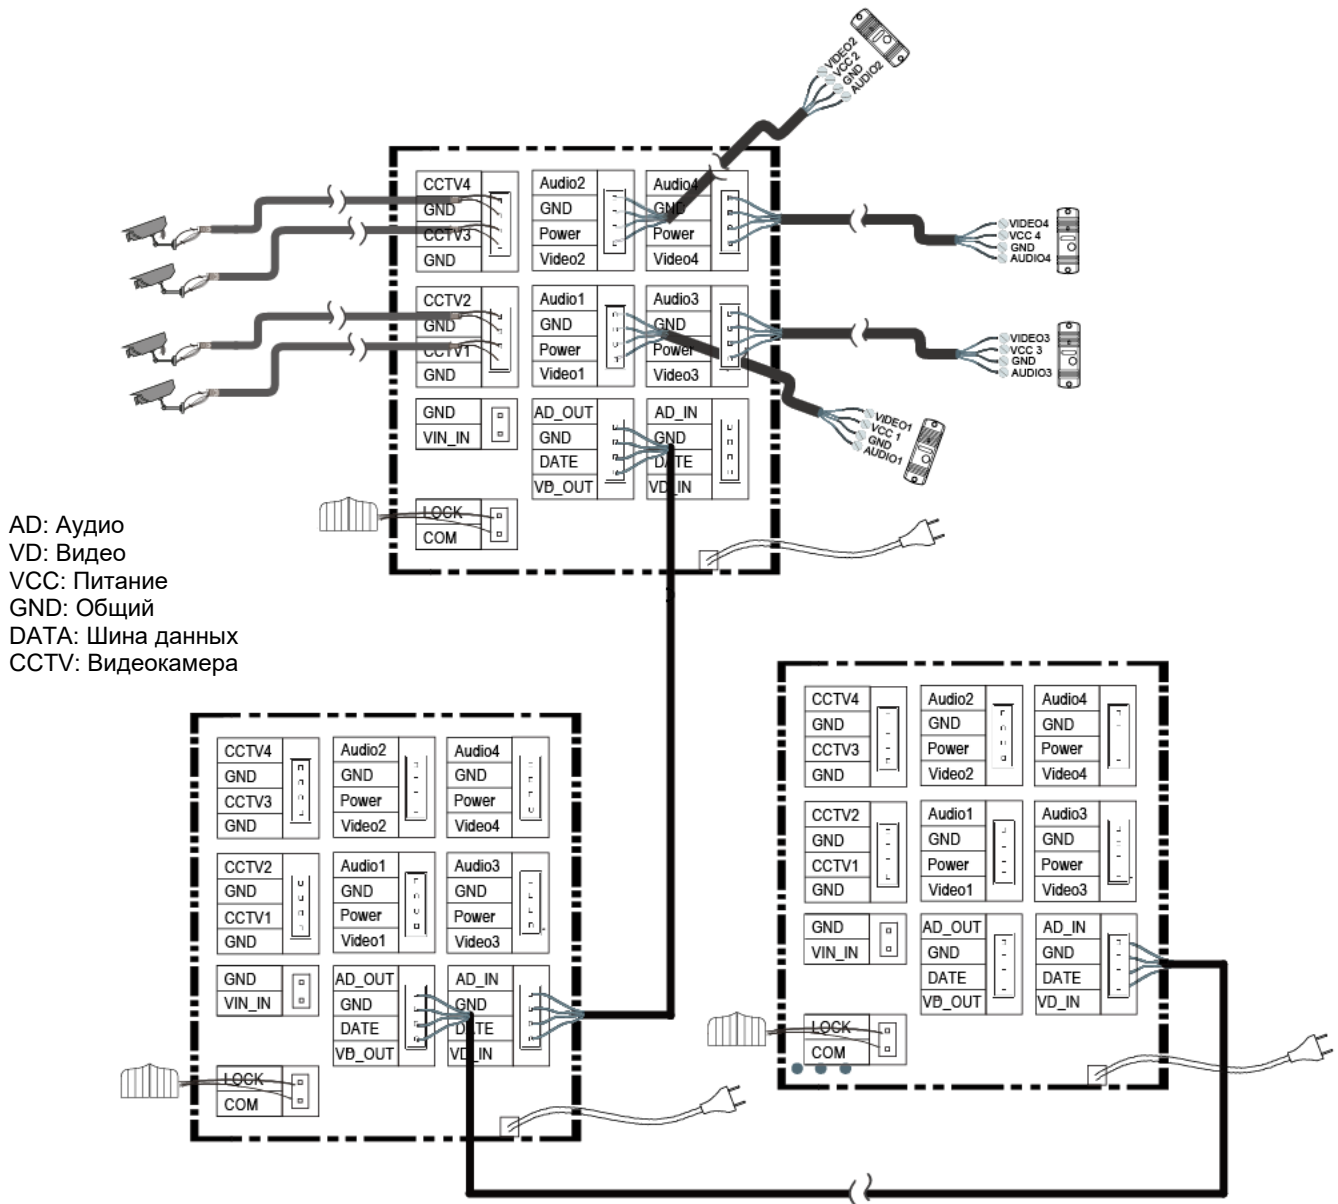 VIDEO2
VCC 2
GND
AUDIO2
CCTV4
GND
CCTV3
GND
Audio2
GND
Power
Video2
Audio4
GND
Power
Video4
VIDEO4
VCC 4
GND
AUDIO4
CCTV2
GND
CCTV1
GND
Audio1
GND
Power
Video1
Audio3
GND
Power
Video3
VIDEO3
VCC 3
GND
AUDIO3
GND
VIN_IN
AD_OUT
GND
DATE
VD_OUT
AD_IN
GND
DATE
VD_IN
VIDEO1
VCC 1
GND
AUDIO1
LOCK
COM
AD: Аудио
VD: Видео
VCC: Питание
GND: Общий
DATA: Шина данных
CCTV: Видеокамера
CCTV4
GND
CCTV3
GND
Audio2
GND
Power
Video2
Audio4
GND
Power
Video4
CCTV2
GND
CCTV1
GND
Audio1
GND
Power
Video1
Audio3
GND
Power
Video3
GND
VIN_IN
AD_OUT
GND
DATE
VD_OUT
AD_IN
GND
DATE
VD_IN
LOCK
COM
CCTV4
GND
CCTV3
GND
Audio2
GND
Power
Video2
Audio4
GND
Power
Video4
CCTV2
GND
CCTV1
GND
Audio1
GND
Power
Video1
Audio3
GND
Power
Video3
GND
VIN_IN
AD_OUT
GND
DATE
VD_OUT
AD_IN
GND
DATE
VD_IN
LOCK
COM